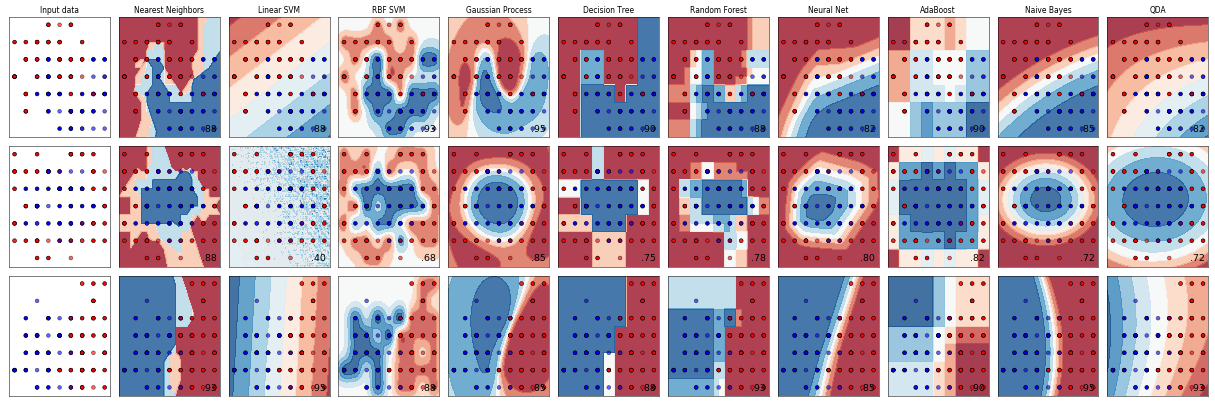 Input data Nearest Neighbors Linear SVM RBF SVM Gaussian Process Decision Tree Random Forest Neural Net AdaBoost Naive Bayes QDA
.88 .88 .93 .95 .90 .88 .82 .90 .85 .82
.88 .40 .68 .85 .75 .78 .80 .82 .72 .72
.93 .95 .88 .85 .88 .93 .85 .90 .95 .93